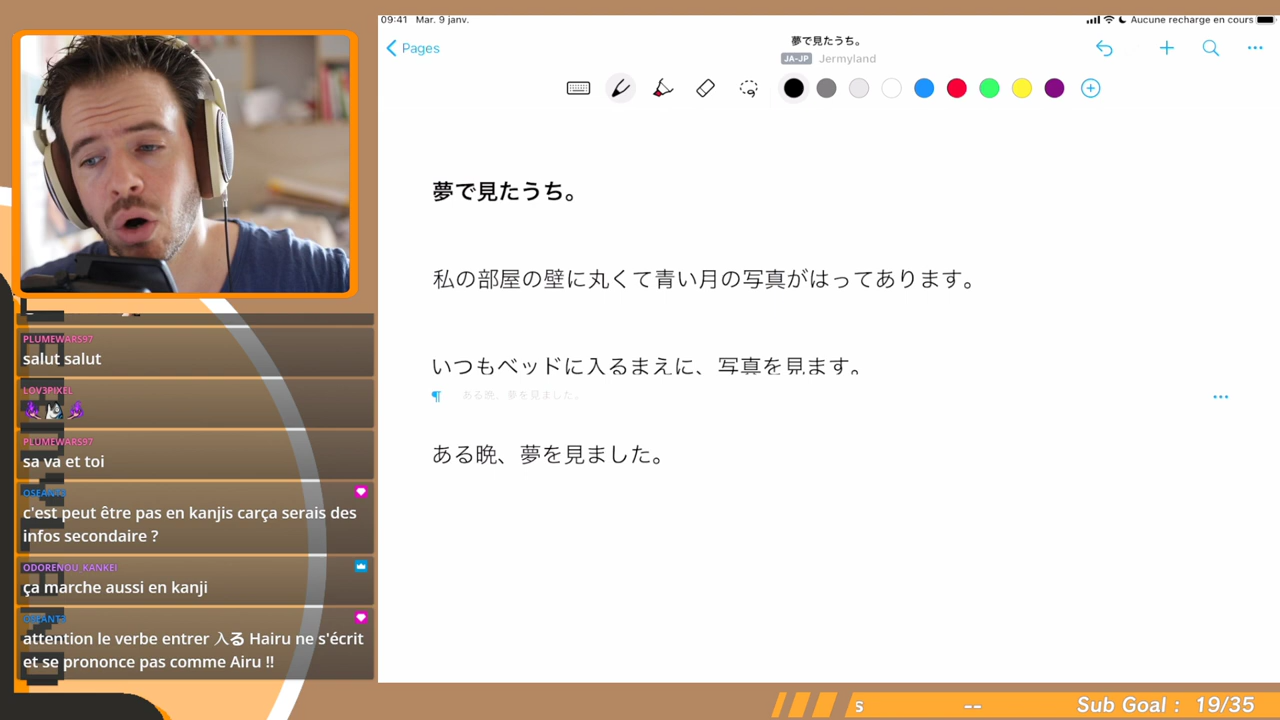 09:41 Mar. 9 janv.
Aucune recharge en cours
Pages
夢で見たうち。
JA-JP Jermyland
夢で見たうち。
私の部屋の壁に丸くて青い月の写真がはってあります。
いつもベッドに入るまえに、写真を見ます。
ある晩、夢を見ました。
ある晩、夢を見ました。
PLUMEWARS97
salut salut
LOV3PIXEL
PLUMEWARS97
sa va et toi
c'est peut être pas en kanjis carça serais des
infos secondaire ?
ODORENOU_KANKEI
ça marche aussi en kanji
attention le verbe entrer 入る Hairu ne s'écrit
et se prononce pas comme Airu !!
s -- Sub Goal : 19/35